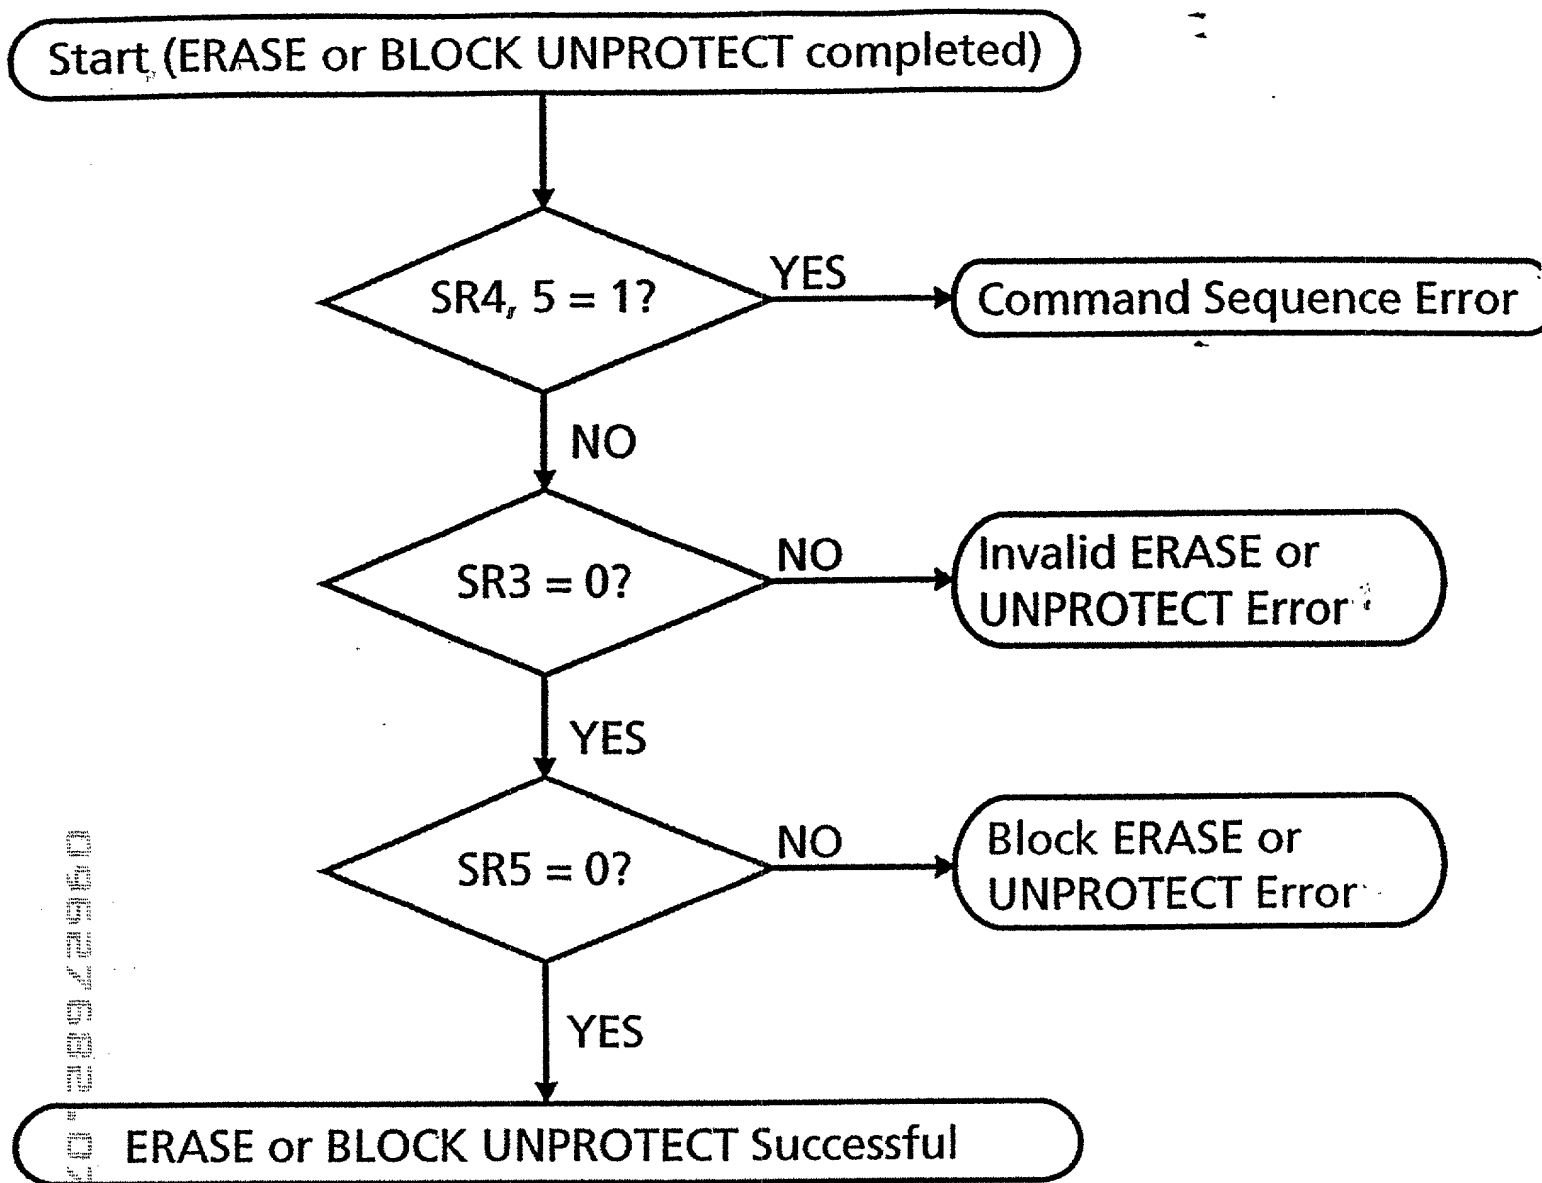 Start (ERASE or BLOCK UNPROTECT completed)
SR4, 5 = 1?
YES
Command Sequence Error
NO
SR3 = 0?
NO
Invalid ERASE or
UNPROTECT Error
YES
SR5 = 0?
NO
Block ERASE or
UNPROTECT Error
YES
ERASE or BLOCK UNPROTECT Successful